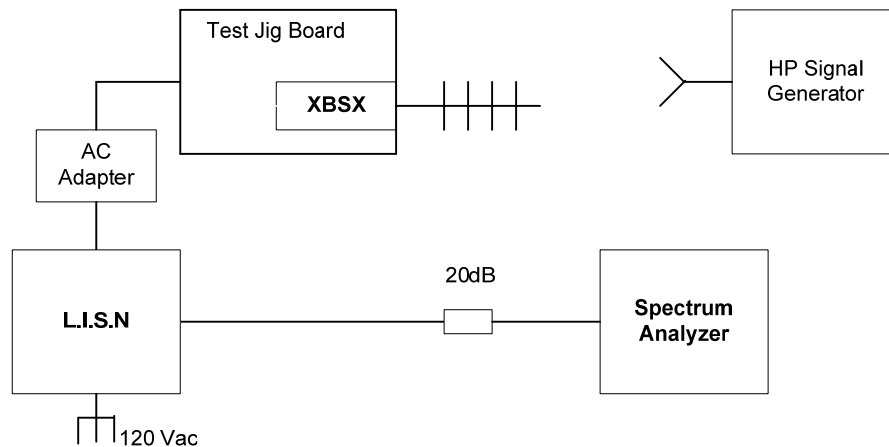 Test Jig Board
XBSX
HP Signal
Generator
AC
Adapter
20dB
L.I.S.N
Spectrum
Analyzer
120 Vac